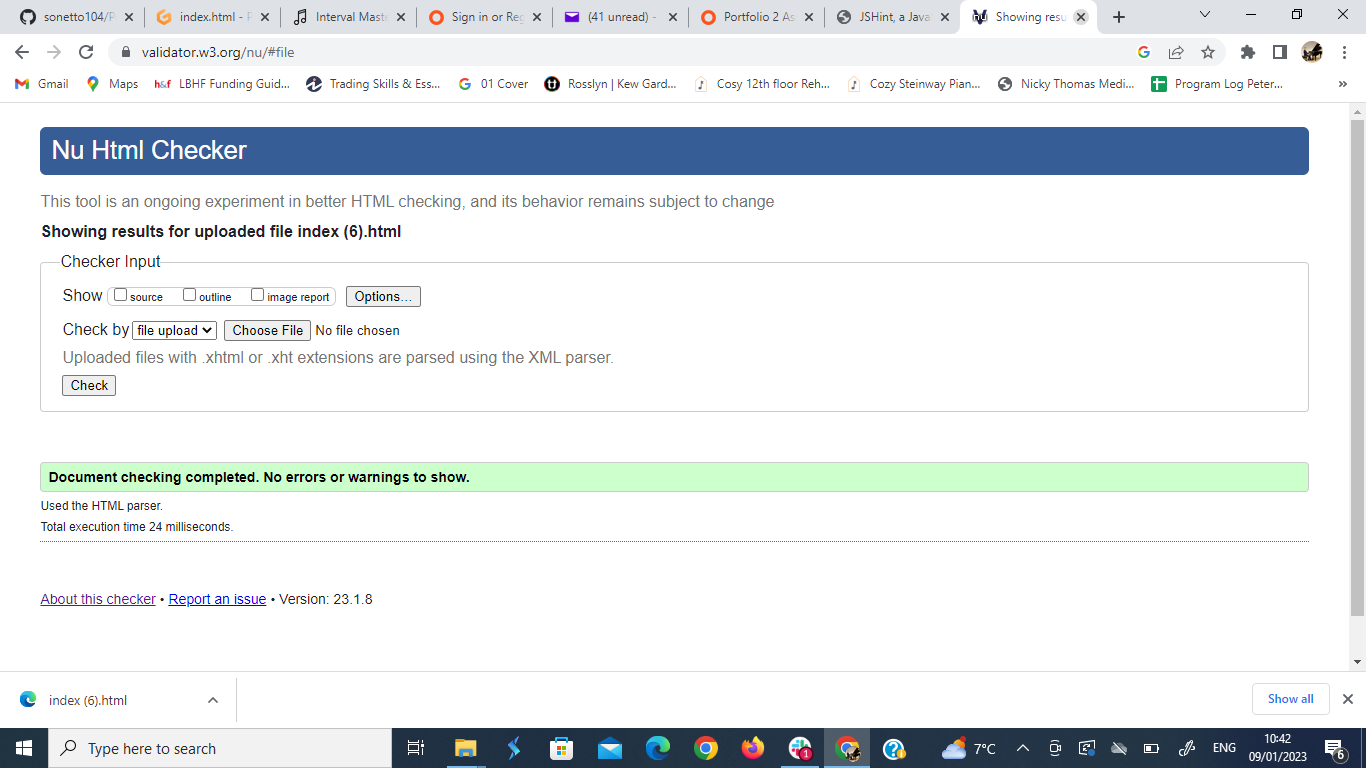 sonetto104/P
index.html - P
Interval Mast
Sign in or Reg
(41 unread) -
Portfolio 2 As
JSHint, a Java
Showing resu
validator.w3.org/nu/#file
Gmail
Maps
h&f LBHF Funding Guid...
Trading Skills & Ess...
01 Cover
Rosslyn | Kew Gard...
Cosy 12th floor Reh...
Cozy Steinway Pian...
Nicky Thomas Medi...
Program Log Peter...
»
Nu Html Checker
This tool is an ongoing experiment in better HTML checking, and its behavior remains subject to change
Showing results for uploaded file index (6).html
Checker Input
Show source outline image report Options...
Check by file upload Choose File No file chosen
Uploaded files with .xhtml or .xht extensions are parsed using the XML parser.
Check
Document checking completed. No errors or warnings to show.
Used the HTML parser.
Total execution time 24 milliseconds.
About this checker • Report an issue • Version: 23.1.8
index (6).html
Show all
Type here to search
1
7°C
ENG
10:42
09/01/2023
6